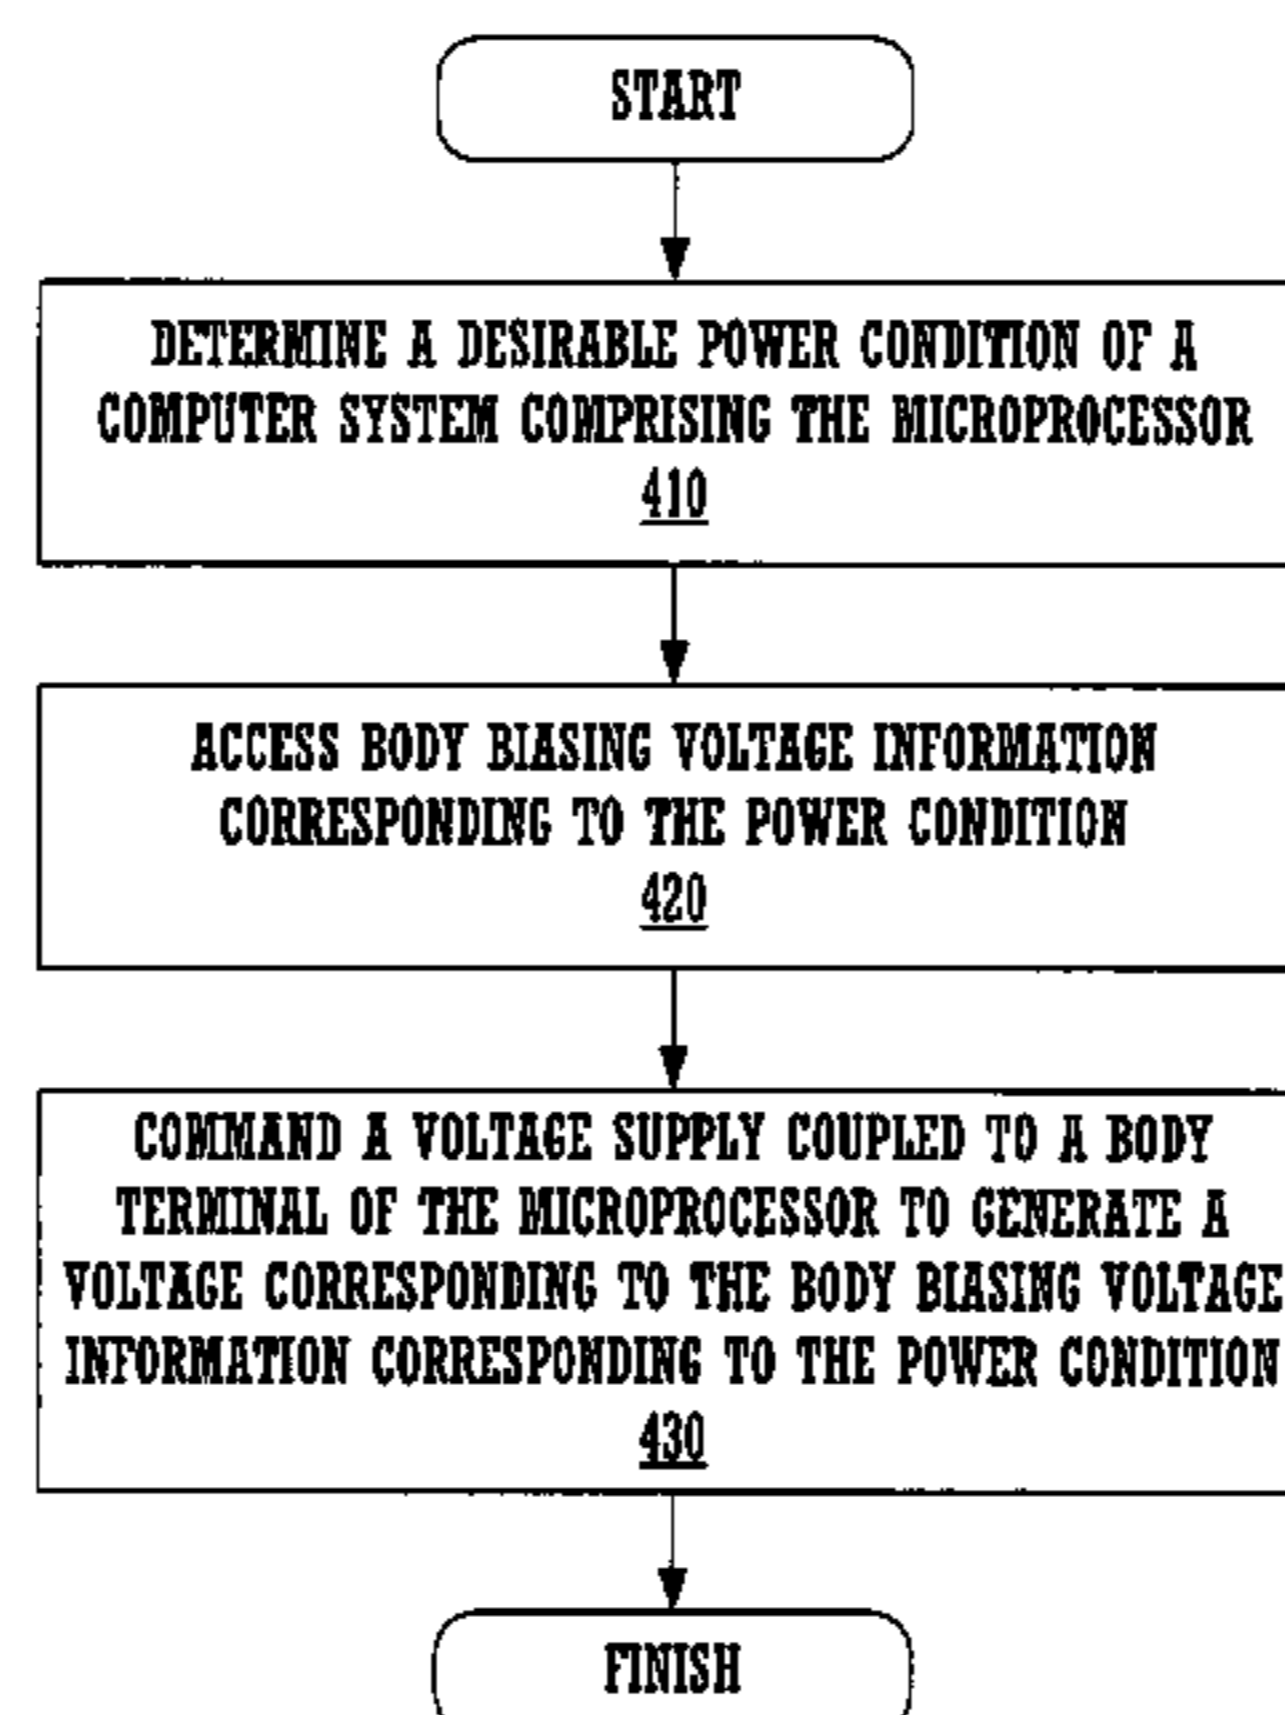 START
DETERMINE A DESIRABLE POWER CONDITION OF A
COMPUTER SYSTEM COMPRISING THE MICROPROCESSOR
410
ACCESS BODY BIASING VOLTAGE INFORMATION
CORRESPONDING TO THE POWER CONDITION
420
COMMAND A VOLTAGE SUPPLY COUPLED TO A BODY
TERMINAL OF THE MICROPROCESSOR TO GENERATE A
VOLTAGE CORRESPONDING TO THE BODY BIASING VOLTAGE
INFORMATION CORRESPONDING TO THE POWER CONDITION
430
FINISH